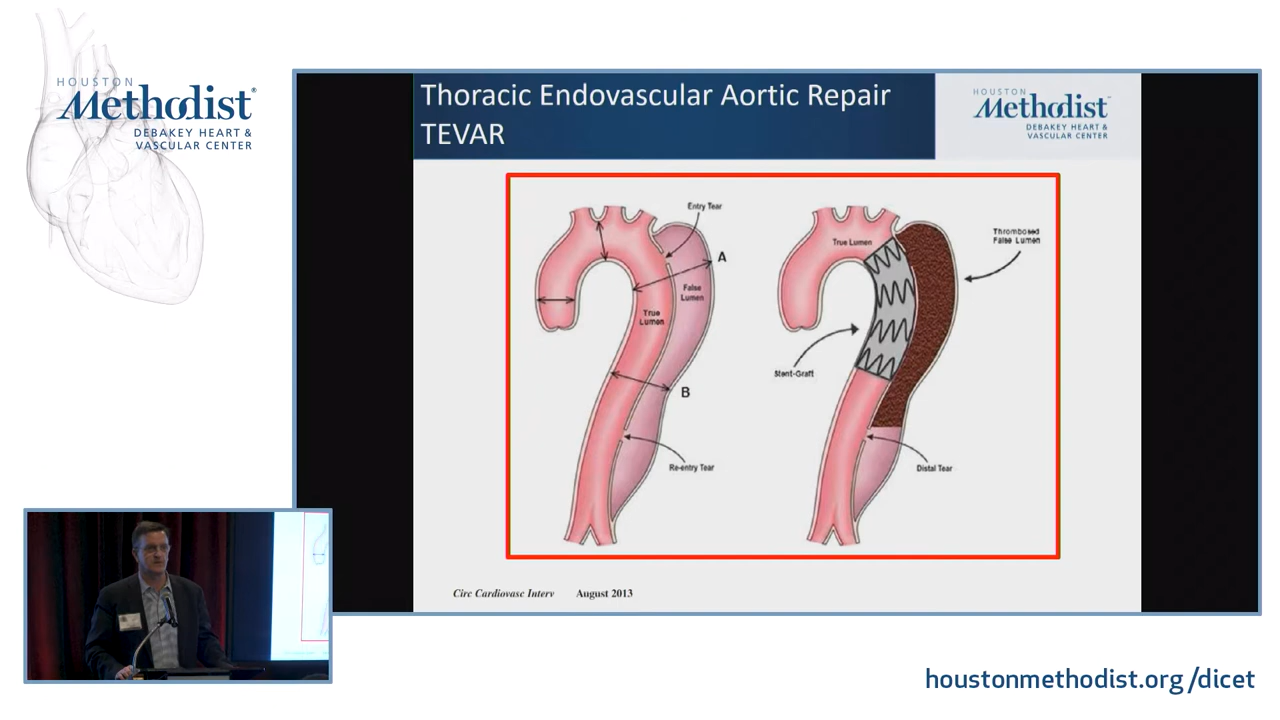 HOUSTON
Methodist®
DEBAKEY HEART &
VASCULAR CENTER
Thoracic Endovascular Aortic Repair
TEVAR
HOUSTON
Methodist
DEBAKEY HEART &
VASCULAR CENTER
Entry Tear
A
False
Lumen
True
Lumen
B
Re-entry Tear
True Lumen
Thrombosed
False Lumen
Stent-Graft
Distal Tear
Circ Cardiovasc Interv August 2013
houstonmethodist.org/dicet